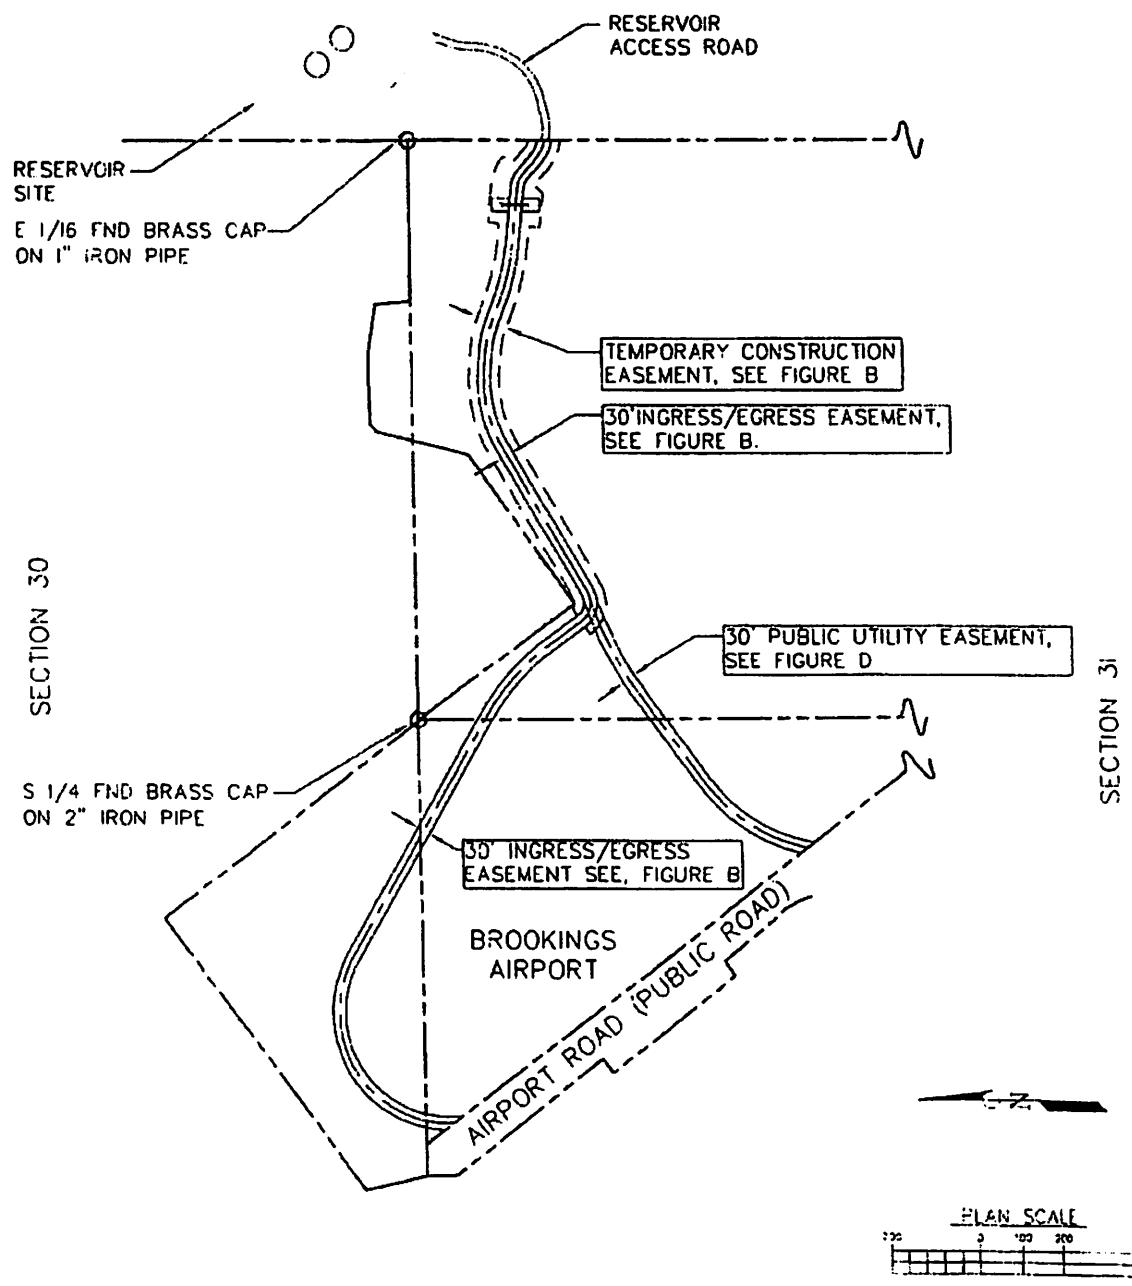 RESERVOIR
ACCESS ROAD
RESERVOIR
SITE
E 1/16 FND BRASS CAP
ON 1" IRON PIPE
TEMPORARY CONSTRUCTION
EASEMENT, SEE FIGURE B
30'INGRESS/EGRESS EASEMENT,
SEE FIGURE B.
SECTION 30
30' PUBLIC UTILITY EASEMENT,
SEE FIGURE D
SECTION 31
S 1/4 FND BRASS CAP
ON 2" IRON PIPE
30' INGRESS/EGRESS
EASEMENT SEE, FIGURE B
BROOKINGS
AIRPORT
AIRPORT ROAD (PUBLIC ROAD)
N
PLAN SCALE
0 100 200